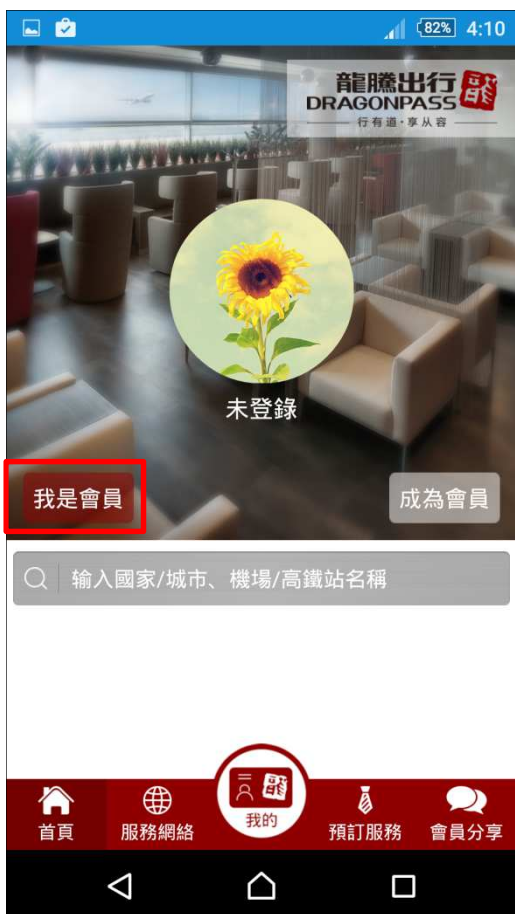 82% 4:10
龍騰出行 龍
DRAGONPASS
行有道·享从容
未登錄
我是會員
成為會員
输入國家/城市、機場/高鐵站名稱
首頁
服務網絡
我的
預訂服務
會員分享